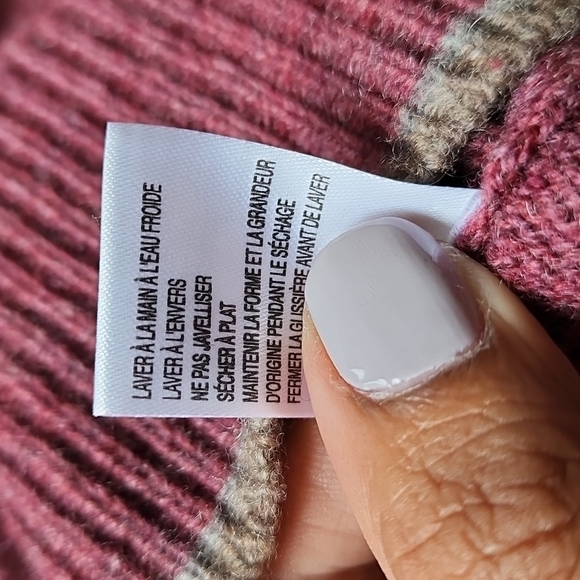 LAVER À LA MAIN À L'EAU FROIDE
LAVER À L'ENVERS
NE PAS JAVELLISER
SÉCHER À PLAT
MAINTENIR LA FORME ET LA GRANDEUR
D'ORIGINE PENDANT LE SÉCHAGE
FERMER LA GLISSIÈRE AVANT DE LAVER